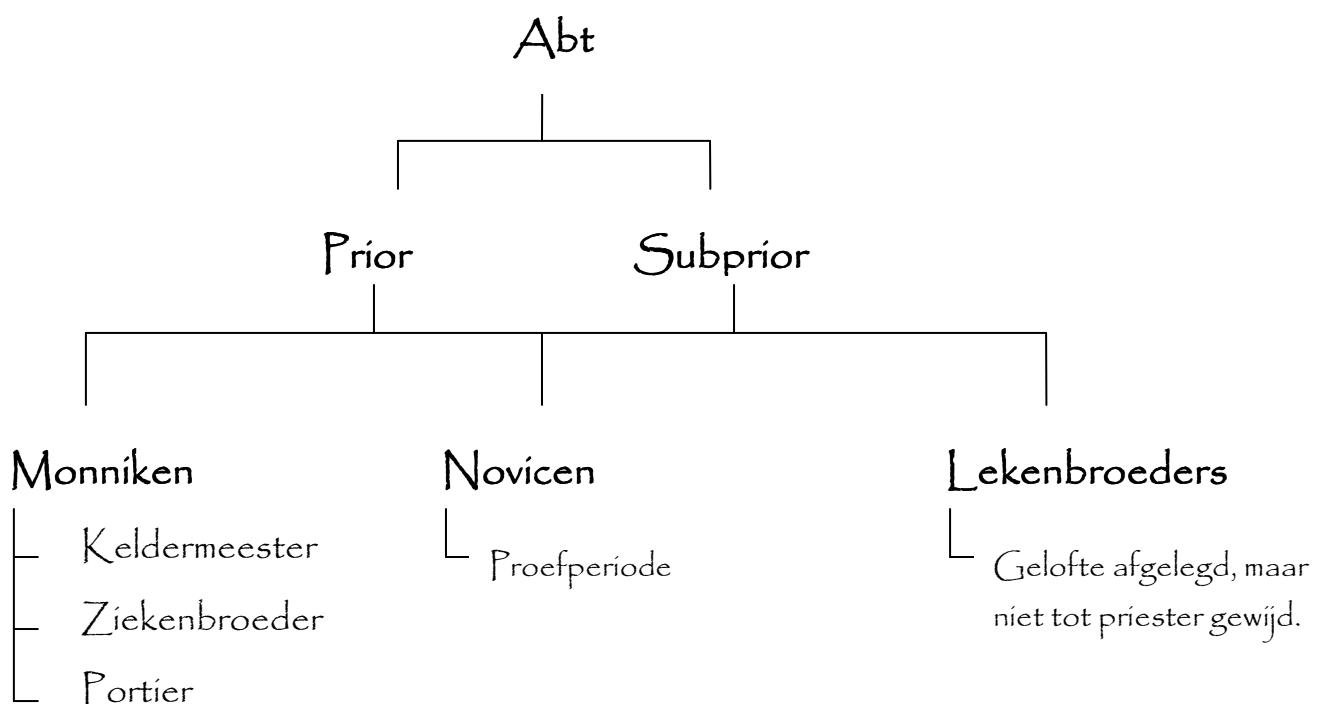 Abt
Prior Subprior
Monniken Novicen Lekenbroeders
Keldermeester
Proefperiode
Gelofte afgelegd, maar
niet tot priester gewijd.
Ziekenbroeder
Portier